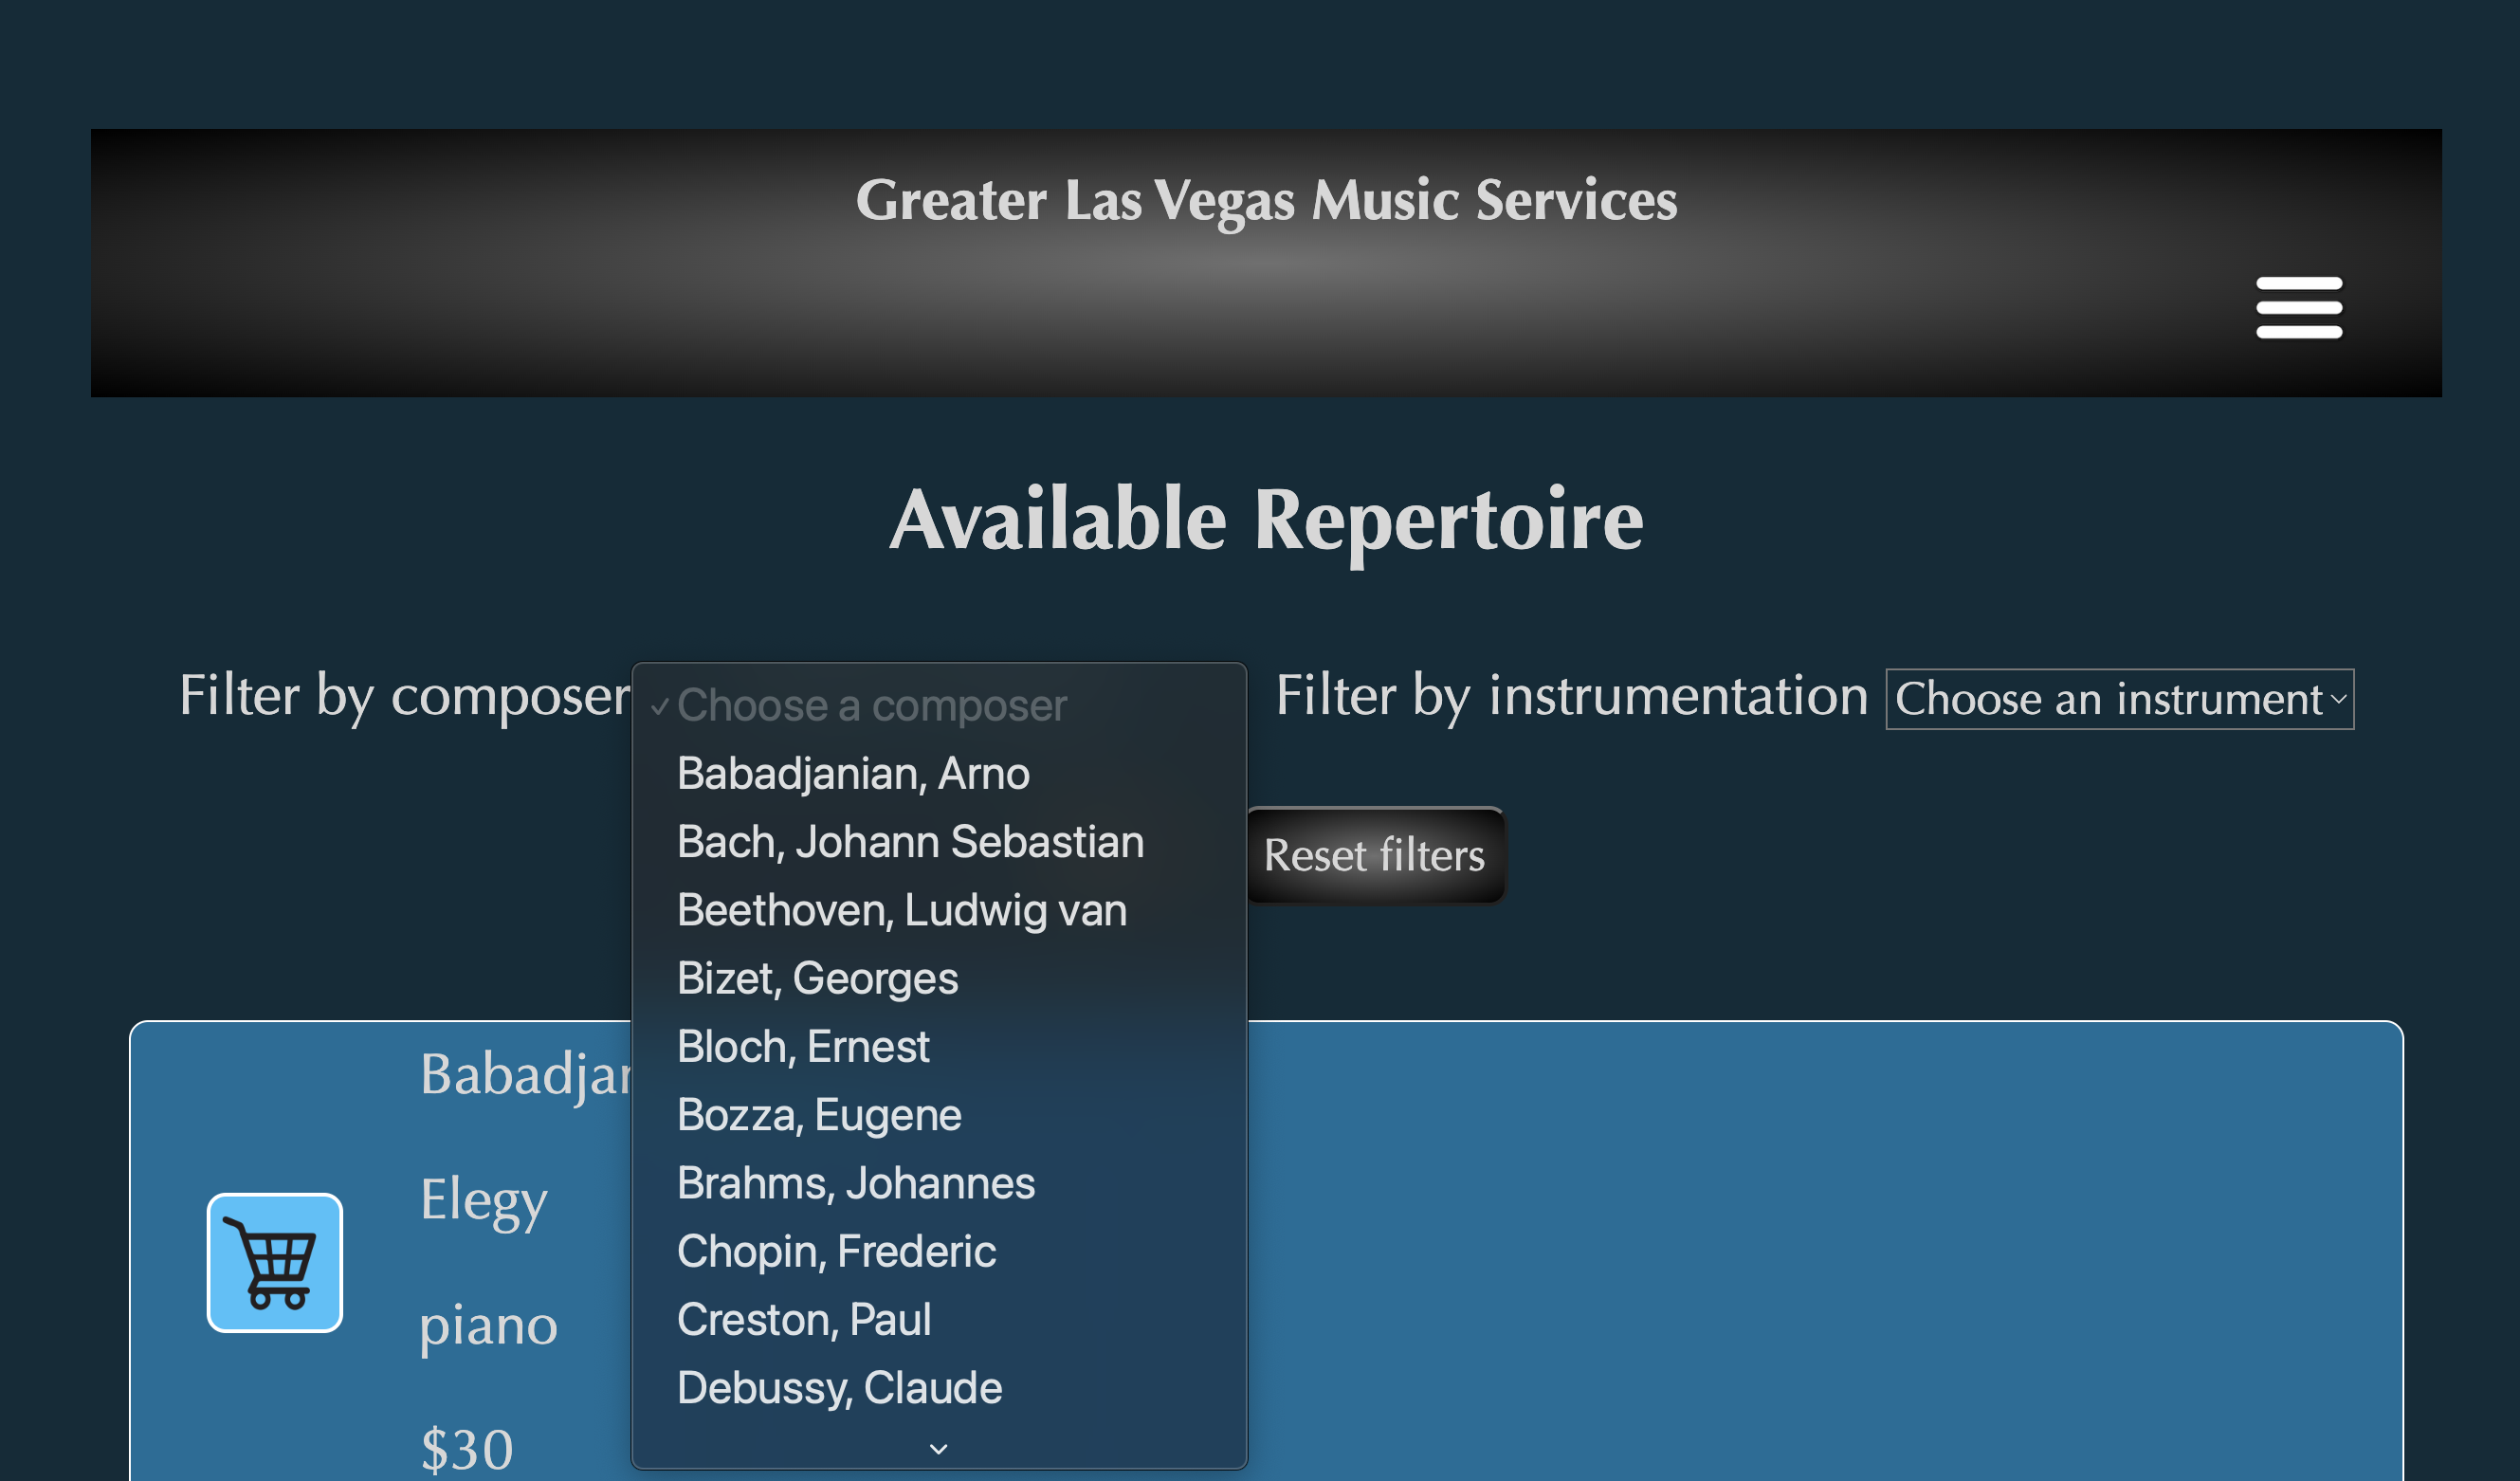 Greater Las Vegas Music Services
Available Repertoire
Filter by composer
Choose a composer
Babadjanian, Arno
Bach, Johann Sebastian
Beethoven, Ludwig van
Bizet, Georges
Bloch, Ernest
Bozza, Eugene
Brahms, Johannes
Chopin, Frederic
Creston, Paul
Debussy, Claude
Filter by instrumentation
Choose an instrument
Reset filters
Elegy
piano
$30